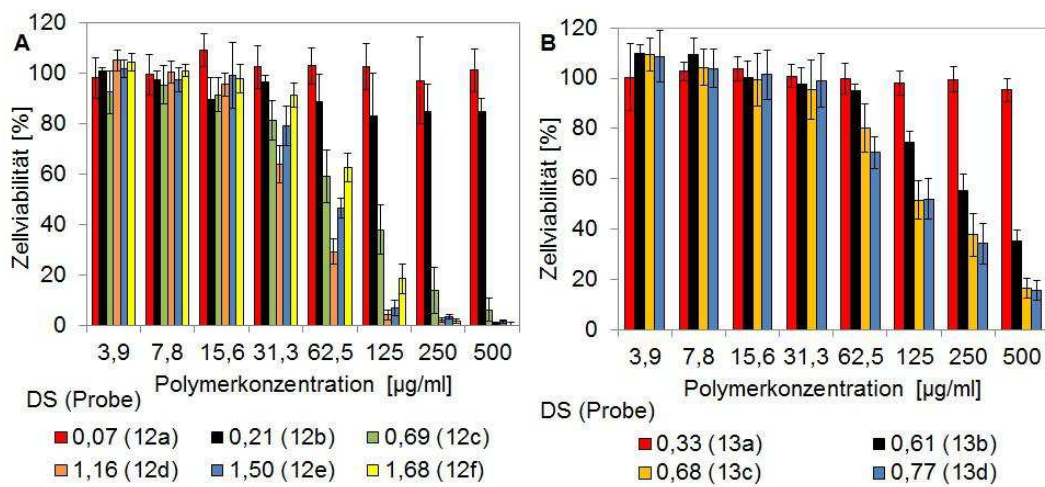 A
Zellviabilität [%]
120
100
80
60
40
20
0
3,9 7,8 15,6 31,3 62,5 125 250 500
Polymerkonzentration [µg/ml]
DS (Probe)
0,07 (12a) 0,21 (12b) 0,69 (12c)
1,16 (12d) 1,50 (12e) 1,68 (12f)
B
Zellviabilität [%]
120
100
80
60
40
20
0
3,9 7,8 15,6 31,3 62,5 125 250 500
Polymerkonzentration [µg/ml]
DS (Probe)
0,33 (13a) 0,61 (13b)
0,68 (13c) 0,77 (13d)